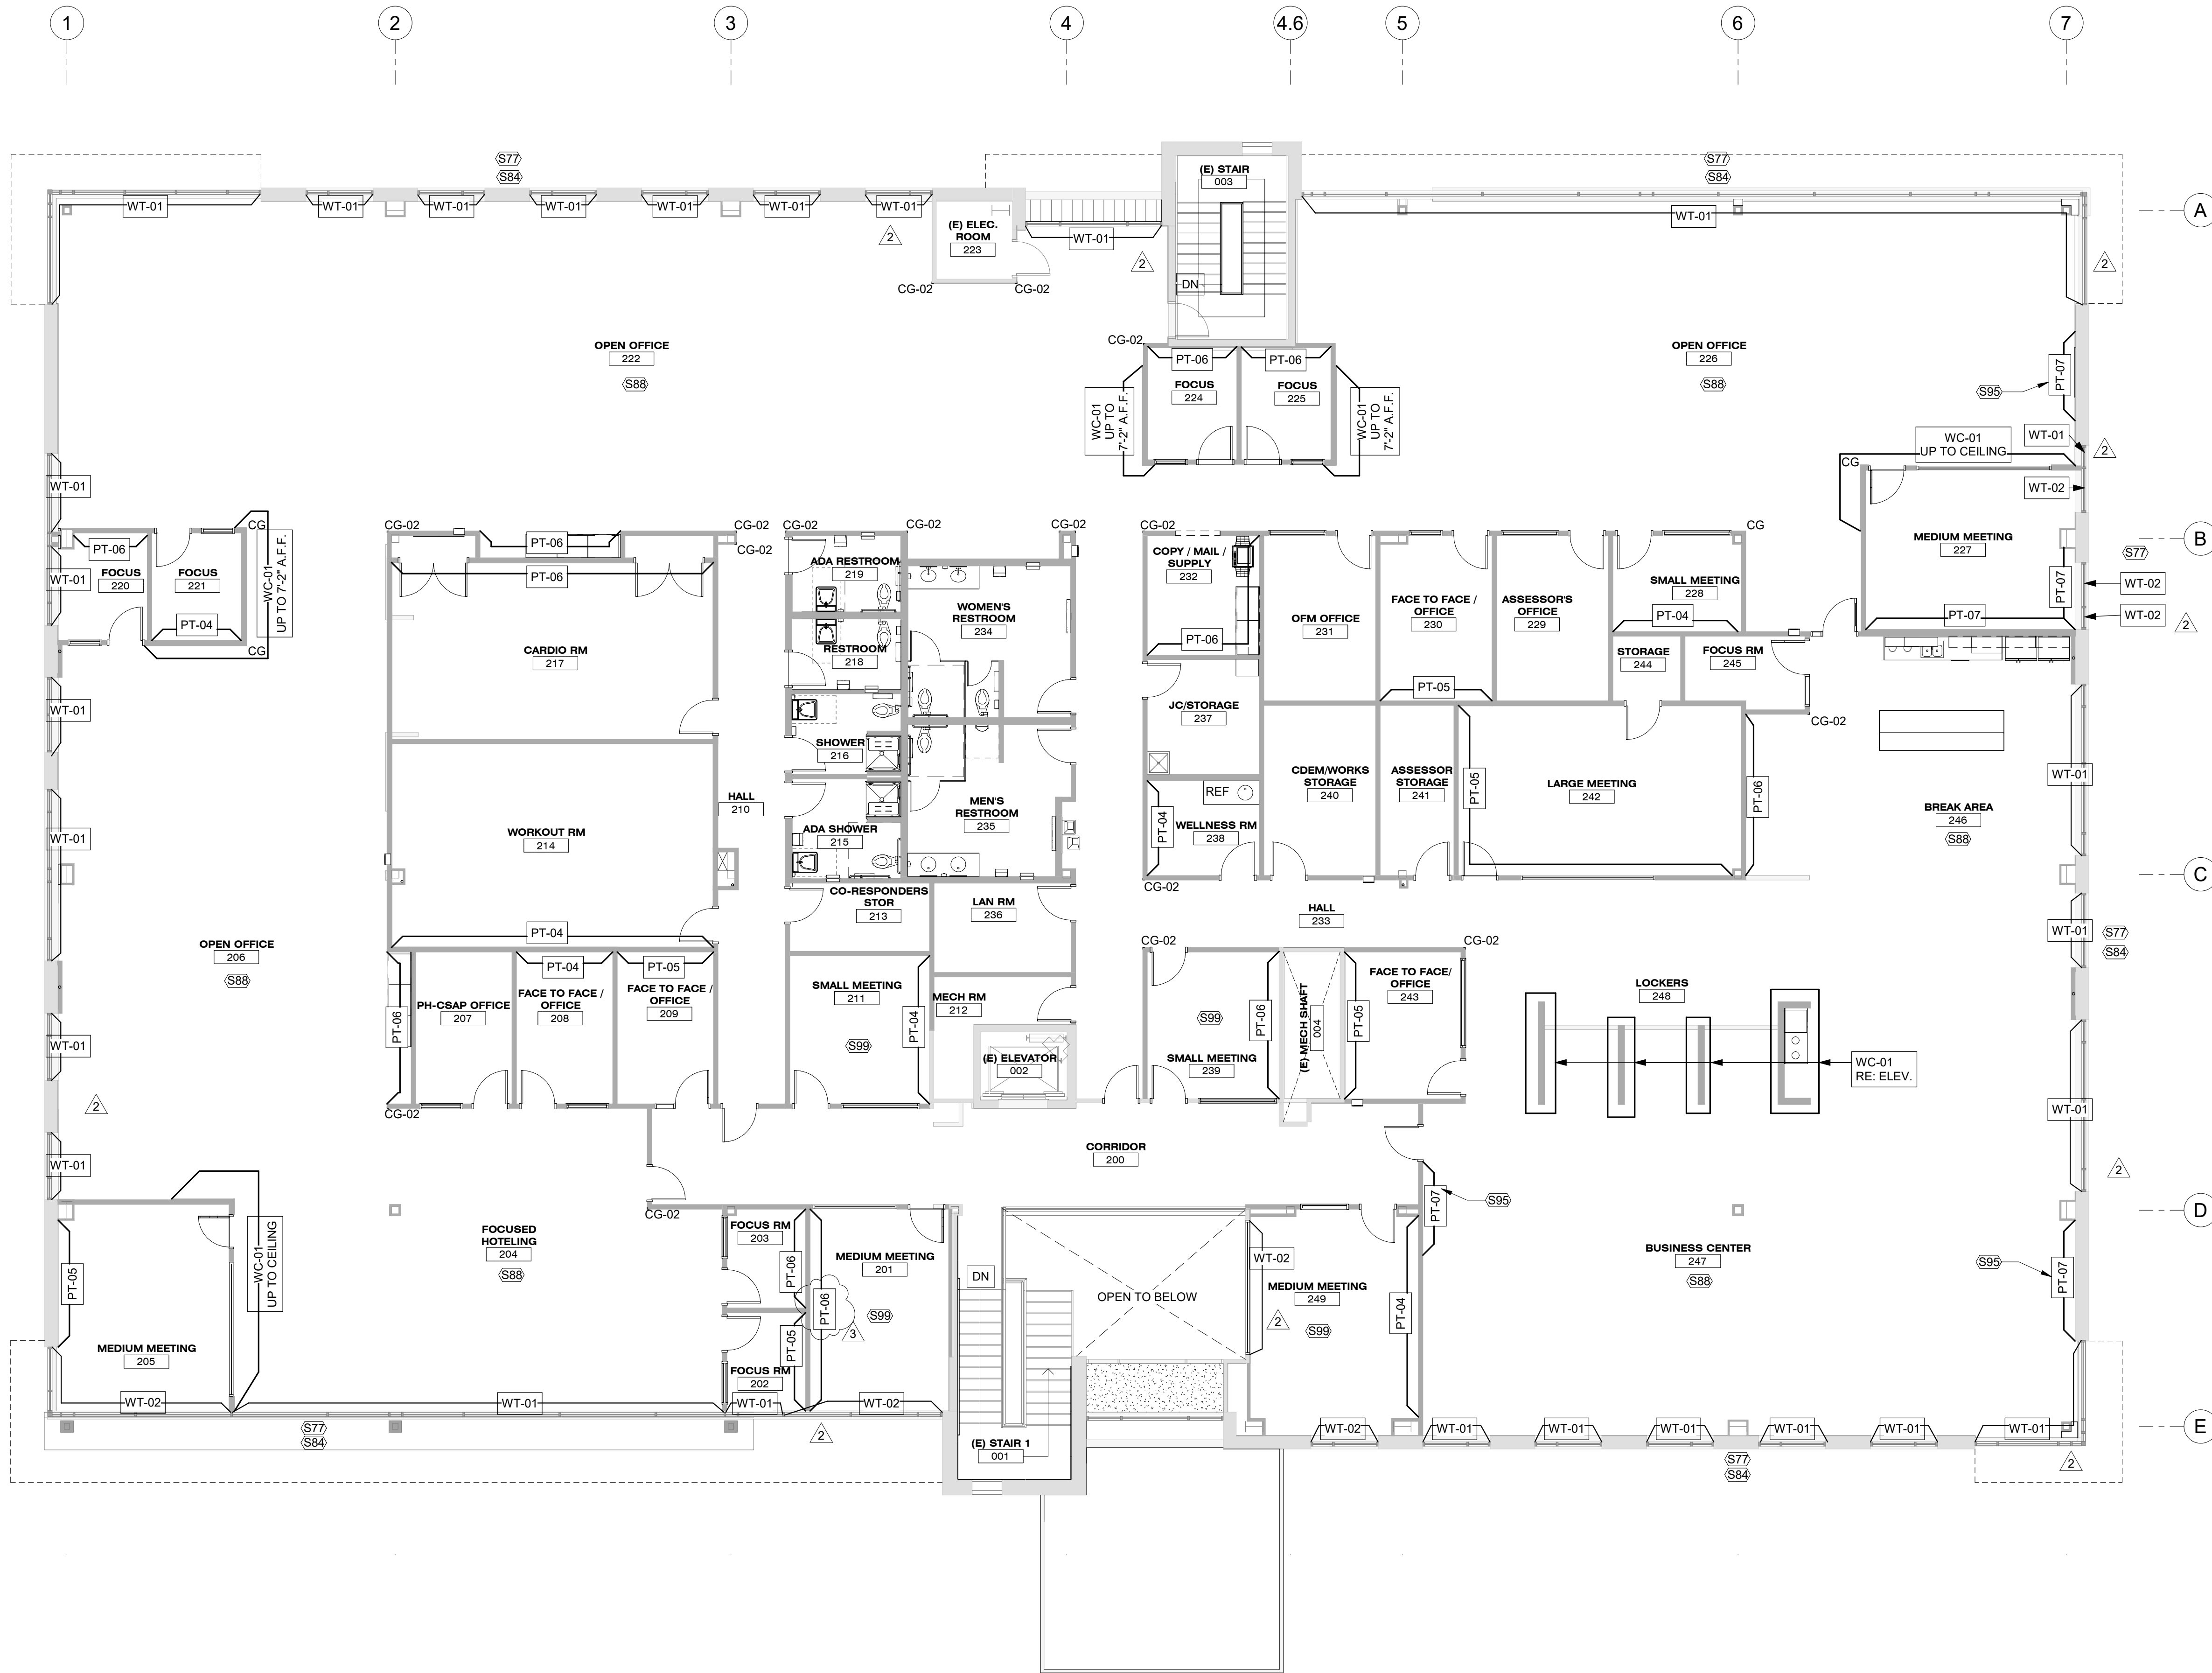 1
2
3
4
4.6
5
6
7
S77
S84
S77
S84
(E) STAIR
003
WT-01
WT-01
WT-01
WT-01
WT-01
WT-01
WT-01
WT-01
WT-01
A
(E) ELEC.
ROOM
223
2
2
2
CG-02
CG-02
DN
OPEN OFFICE
222
S88
CG-02
PT-06
PT-06
FOCUS
224
FOCUS
225
WC-01
UP TO
7'-2" A.F.F.
WC-01
UP TO
7'-2" A.F.F.
OPEN OFFICE
226
S88
S95
PT-07
WC-01
UP TO CEILING
WT-01
2
CG
WT-02
WT-01
MEDIUM MEETING
227
B
S77
PT-07
WT-02
PT-07
WT-02
2
PT-06
FOCUS
220
FOCUS
221
CG
WT-01
PT-04
CG
WC-01
UP TO 7'-2" A.F.F.
CG-02
PT-06
PT-06
CG-02
CG-02
CG-02
CG-02
CG-02
CG-02
CG
ADA RESTROOM
219
COPY / MAIL /
SUPPLY
232
PT-06
WOMEN'S
RESTROOM
234
OFM OFFICE
231
FACE TO FACE /
OFFICE
230
PT-05
ASSESSOR'S
OFFICE
229
SMALL MEETING
228
PT-04
STORAGE
244
FOCUS RM
245
CG-02
CARDIO RM
217
RESTROOM
218
JC/STORAGE
237
WT-01
SHOWER
216
HALL
210
MEN'S
RESTROOM
235
REF
WELLNESS RM
238
PT-04
CG-02
CDEM/WORKS
STORAGE
240
ASSESSOR
STORAGE
241
PT-05
LARGE MEETING
242
PT-06
WT-01
BREAK AREA
246
S88
WT-01
WORKOUT RM
214
PT-04
ADA SHOWER
215
CO-RESPONDERS
STOR
213
LAN RM
236
HALL
233
C
WT-01
S77
S84
OPEN OFFICE
206
S88
CG-02
CG-02
PT-06
PH-CSAP OFFICE
207
PT-04
FACE TO FACE /
OFFICE
208
PT-05
FACE TO FACE /
OFFICE
209
SMALL MEETING
211
PT-04
S99
MECH RM
212
(E) ELEVATOR
002
S99
SMALL MEETING
239
PT-06
(E) MECH SHAFT
004
PT-05
FACE TO FACE/
OFFICE
243
LOCKERS
248
WC-01
RE: ELEV.
WT-01
WT-01
2
CG-02
WT-01
CORRIDOR
200
2
PT-07
S95
D
CG-02
WC-01
UP TO CEILING
PT-05
MEDIUM MEETING
205
WT-02
FOCUSED
HOTELING
204
S88
WT-01
FOCUS RM
203
PT-06
PT-05
FOCUS RM
202
WT-01
PT-06
3
MEDIUM MEETING
201
S99
WT-02
2
DN
OPEN TO BELOW
WT-02
MEDIUM MEETING
249
2
S99
PT-04
BUSINESS CENTER
247
S88
S95
PT-07
WT-02
WT-01
WT-01
WT-01
WT-01
WT-01
WT-01
E
S77
S84
(E) STAIR 1
001
S77
S84
2